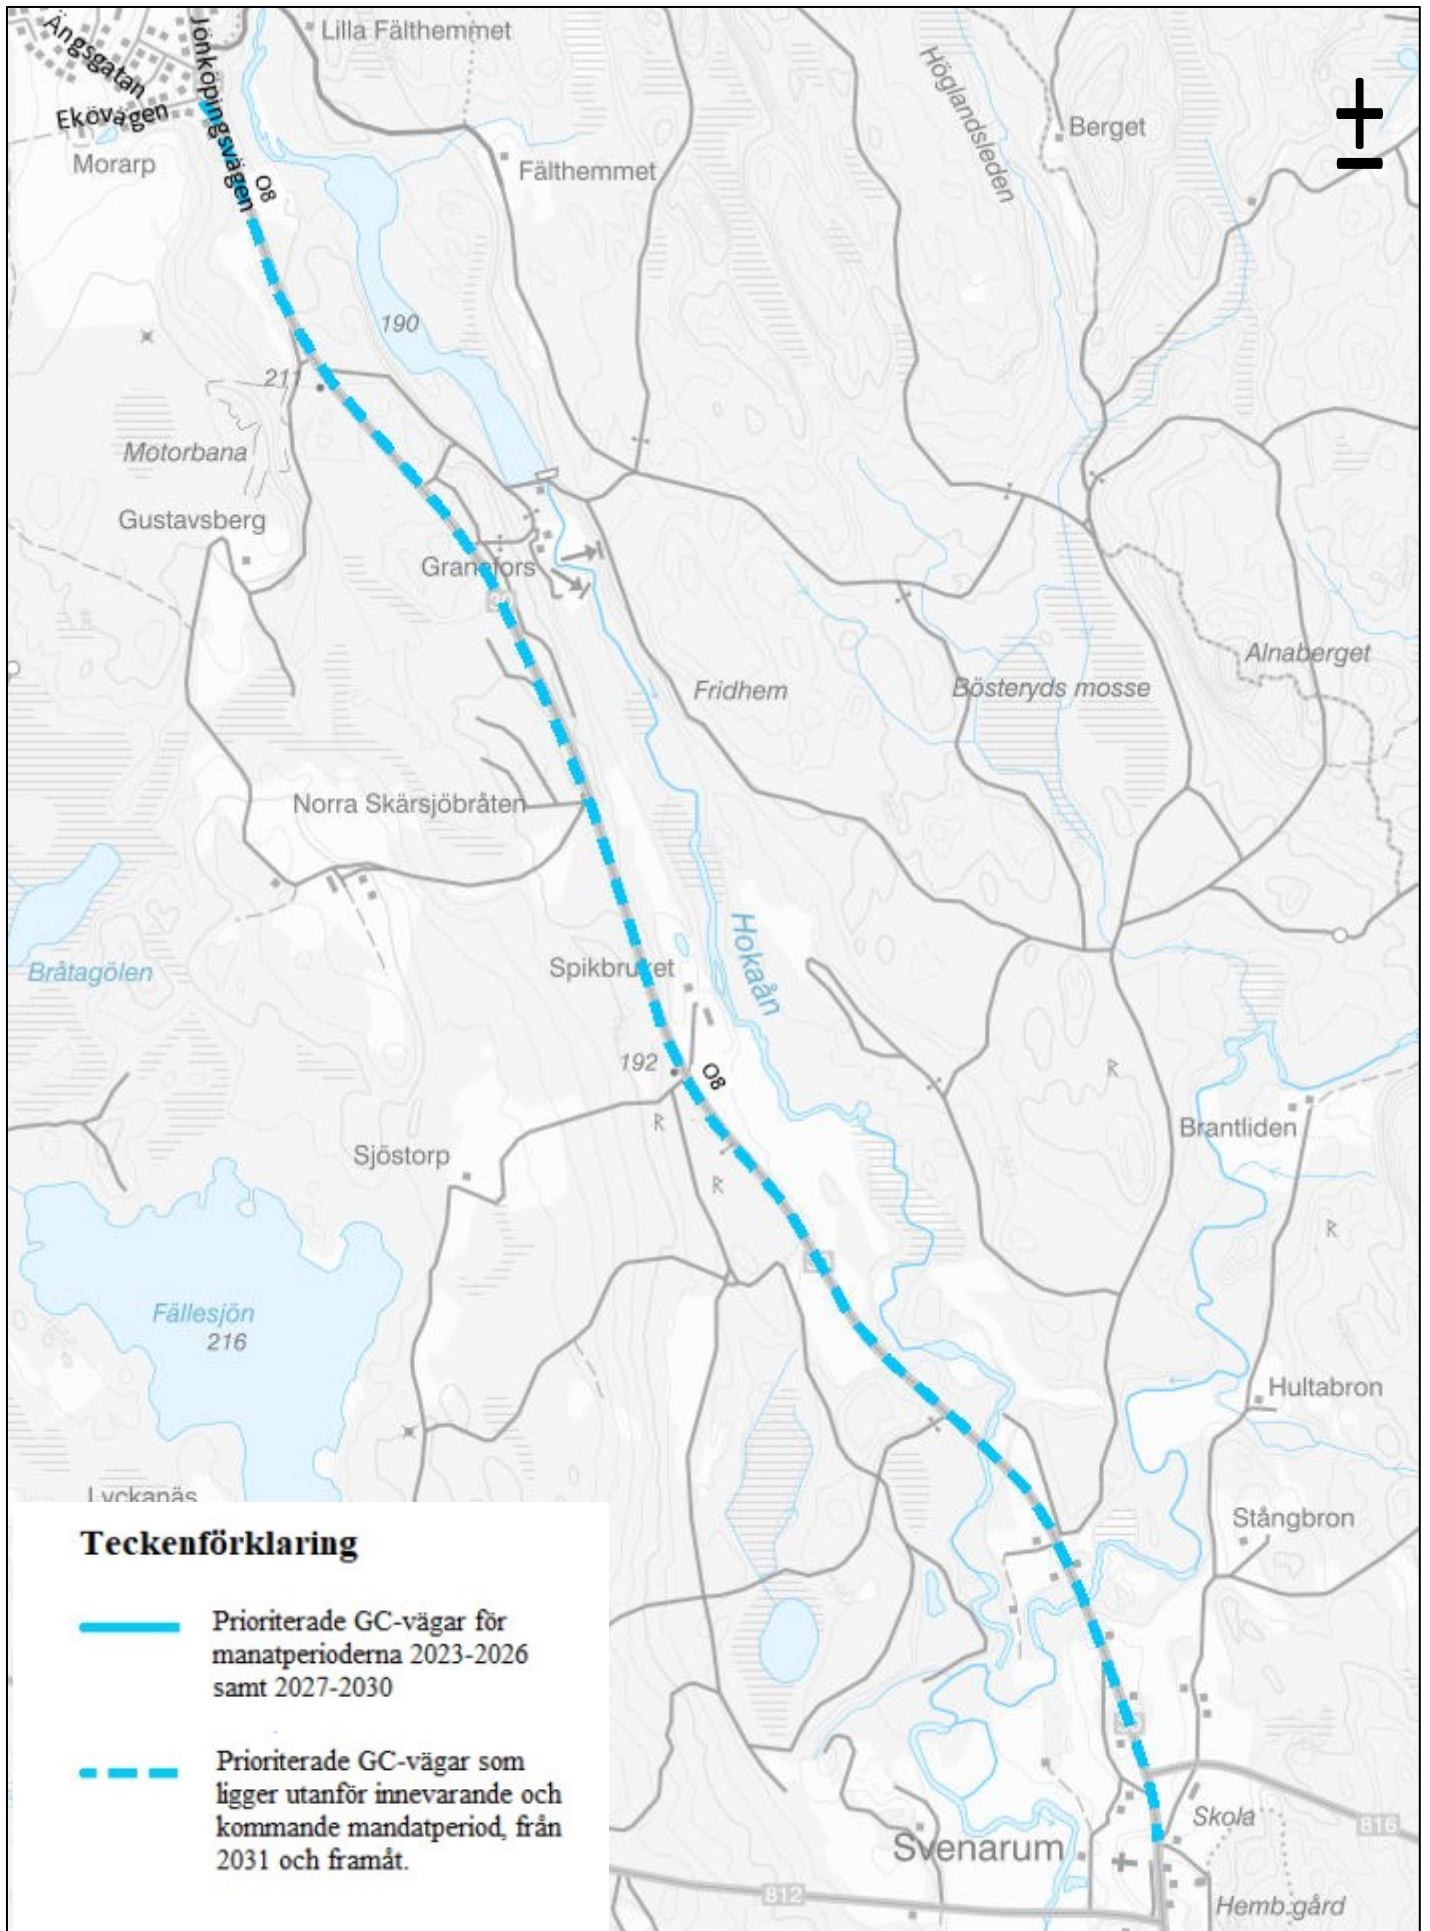 Lilla Fälthemmet
Ängsgatan
Jönköpingsvägen
Ekövägen
Morarp
O8
Fälthemmet
Höglandsleden
Berget
190
211
Motorbana
Gustavsberg
30
Fridhem
Bösteryds mosse
Alnaberget
Norra Skärsjöbråten
Hokaån
Bråtagölen
192
O8
Sjöstorp
Brantliden
Fällesjön
216
Hultabron
Stångbron
Skola
816
Svenarum
812
Hemb.gård
Teckenförklaring
Prioriterade GC-vägar för
manatperioderna 2023-2026
samt 2027-2030
Prioriterade GC-vägar som
ligger utanför innevarande och
kommande mandatperiod, från
2031 och framåt.